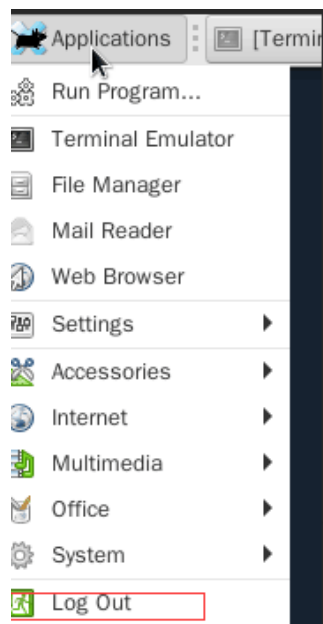 Applications [Termin
Run Program...
Terminal Emulator
File Manager
Mail Reader
Web Browser
Settings
Accessories
Internet
Multimedia
Office
System
Log Out